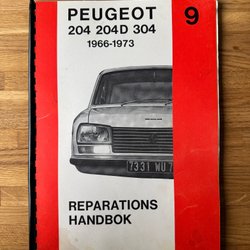 PEUGEOT 9
204 204D 304
1966-1973
7331 WU 7
REPARATIONS
HANDBOK